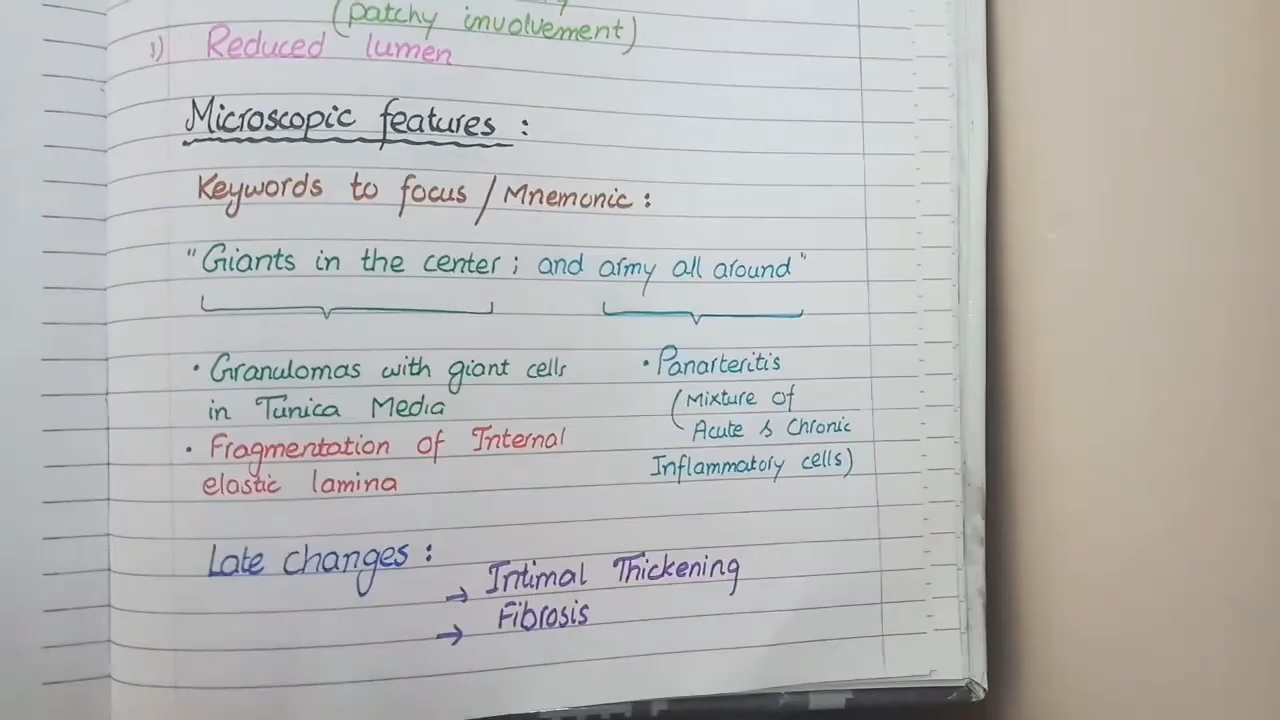 (patchy involvement)
1) Reduced lumen
Microscopic features :
Keywords to focus / Mnemonic :
"Giants in the center ; and army all around"
• Granulomas with giant cells
in Tunica Media
• Fragmentation of Internal
elastic lamina
• Panarteritis
(Mixture of
Acute & Chronic
Inflammatory cells)
Late changes :
→ Intimal Thickening
→ Fibrosis